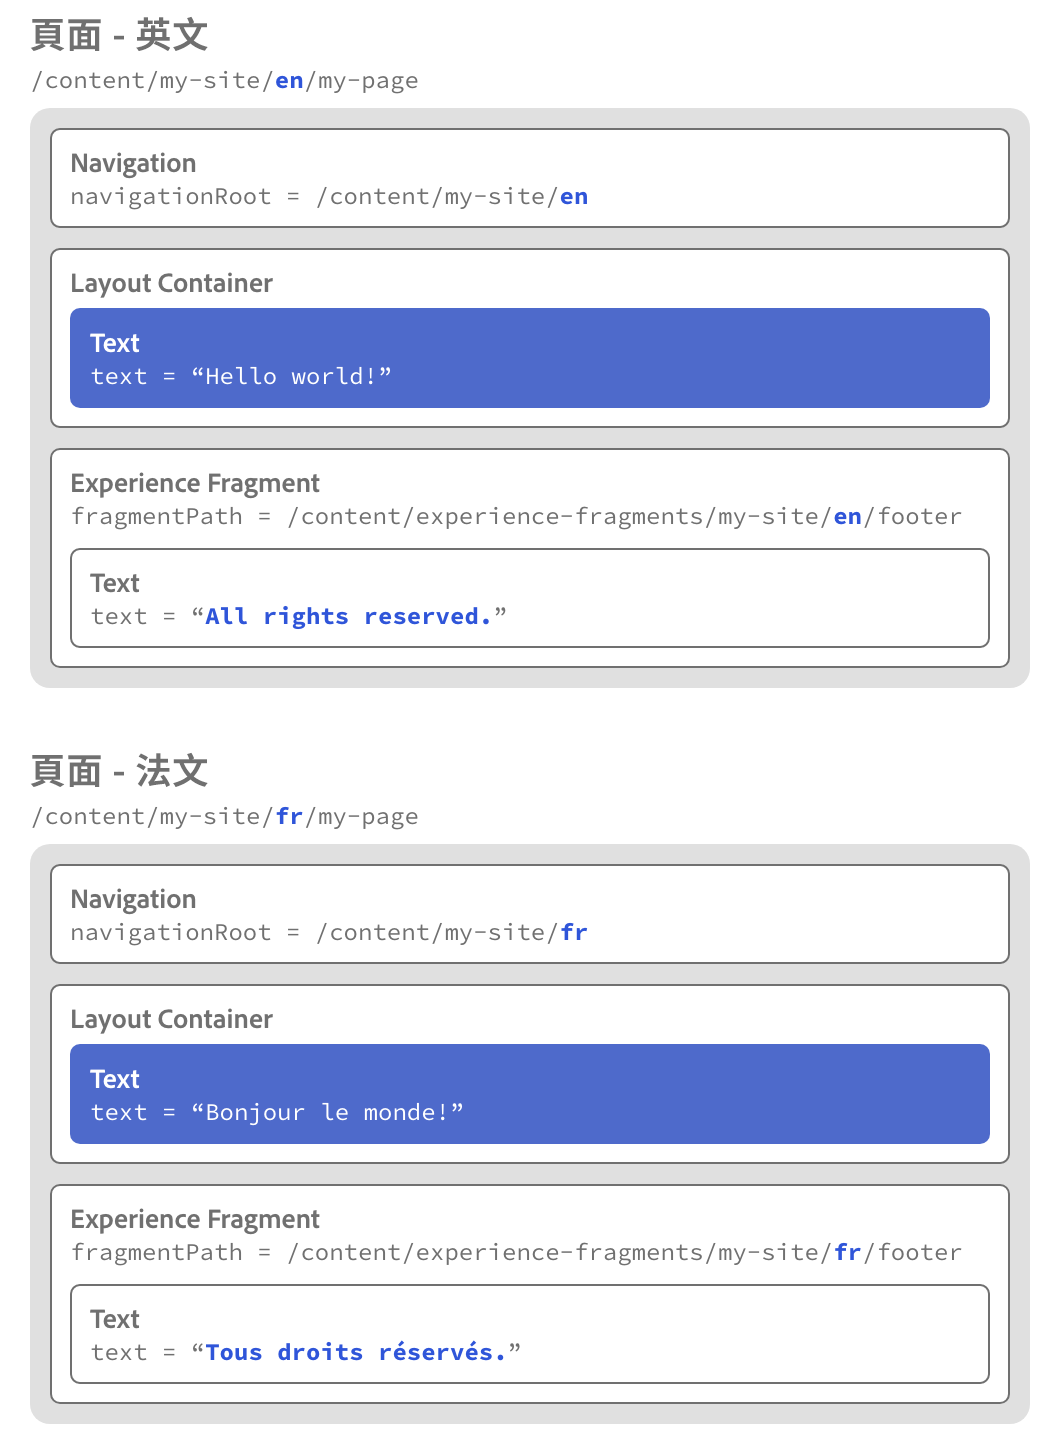 頁面 - 英文
/content/my-site/en/my-page
Navigation
navigationRoot = /content/my-site/en
Layout Container
Text
text = “Hello world!”
Experience Fragment
fragmentPath = /content/experience-fragments/my-site/en/footer
Text
text = “All rights reserved.”
頁面 - 法文
/content/my-site/fr/my-page
Navigation
navigationRoot = /content/my-site/fr
Layout Container
Text
text = “Bonjour le monde!”
Experience Fragment
fragmentPath = /content/experience-fragments/my-site/fr/footer
Text
text = “Tous droits réservés.”